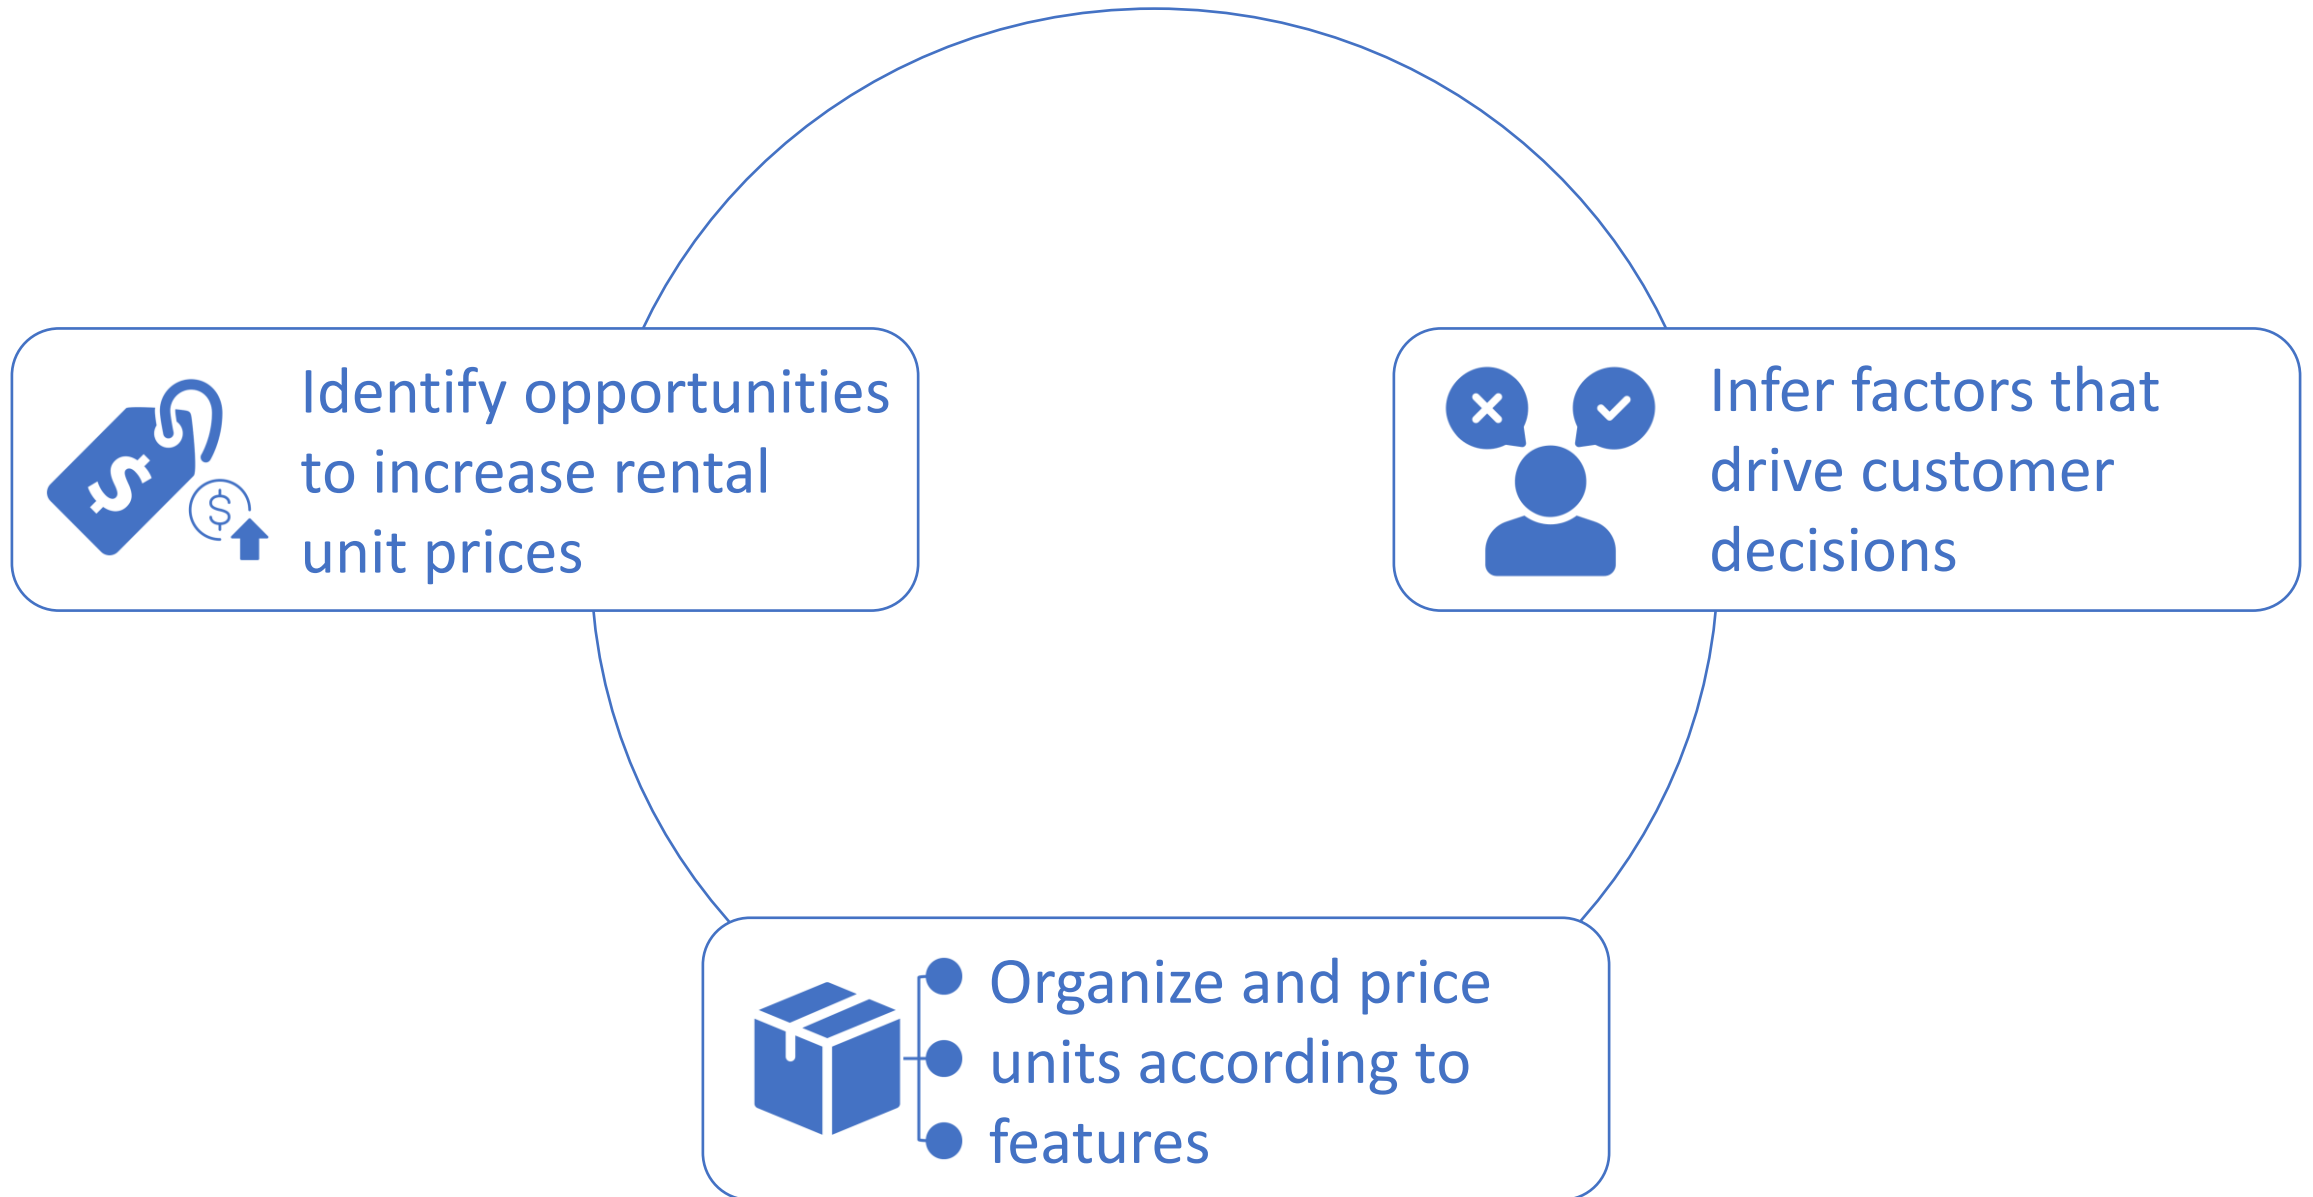 Identify opportunities
to increase rental
unit prices
Infer factors that
drive customer
decisions
Organize and price
units according to
features